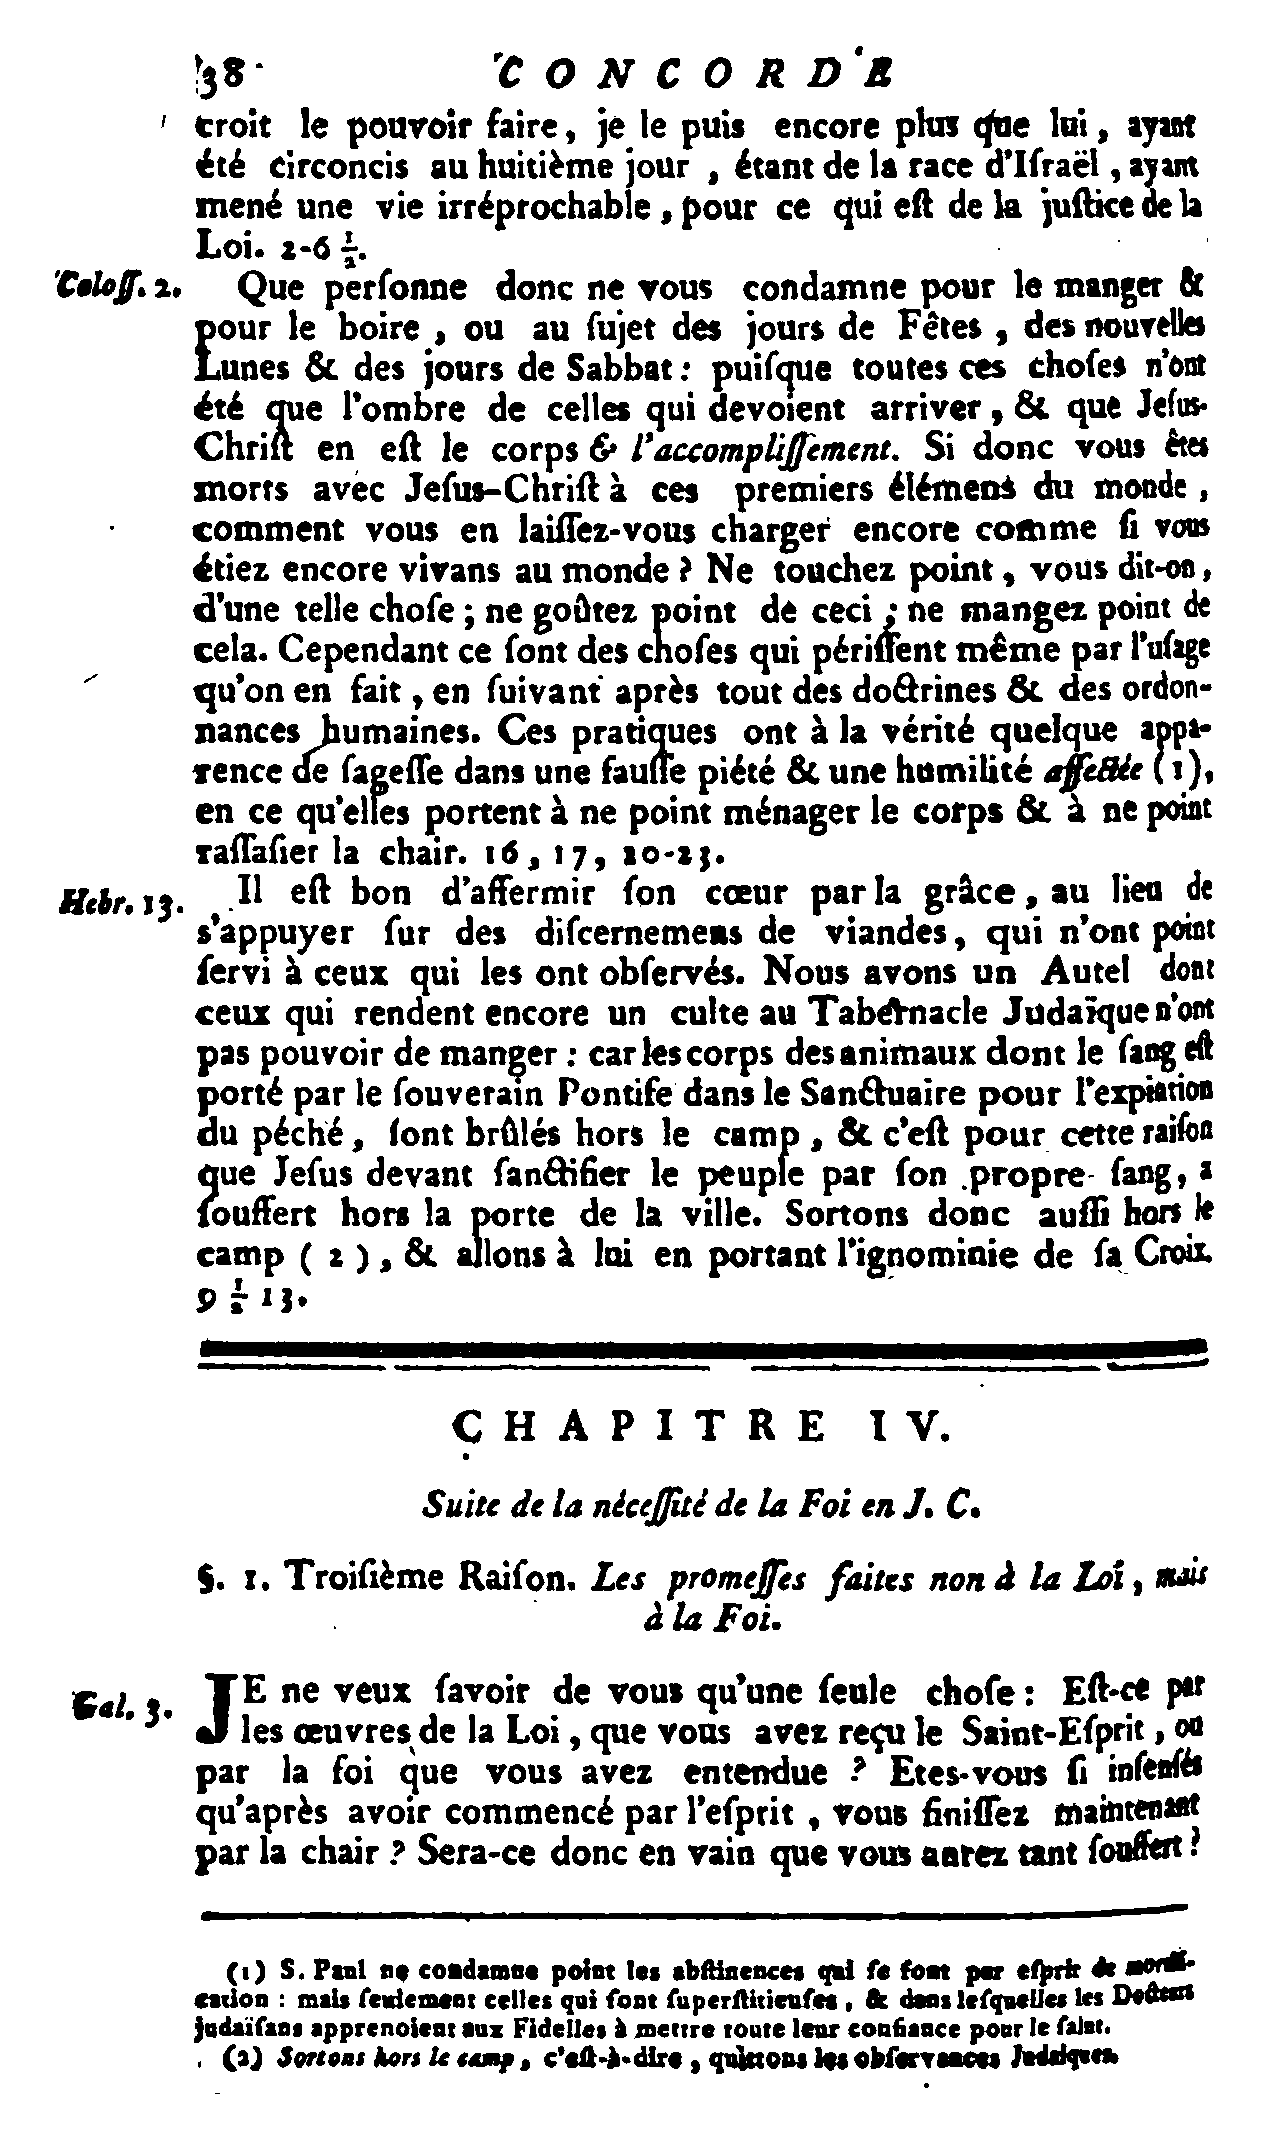 38 CONCORDE
croit le pouvoir faire, je le puis encore plus que lui, ayant
été circoncis au huitième jour, étant de la race d'Iſraël, ayant
mené une vie irréprochable, pour ce qui eſt de la juſtice de la
Loi. 2-6 ½.
Coloſſ. 2. Que perſonne donc ne vous condamne pour le manger &
pour le boire, ou au ſujet des jours de Fêtes, des nouvelles
Lunes & des jours de Sabbat : puiſque toutes ces choſes n'ont
été que l'ombre de celles qui devoient arriver, & que Jeſus-
Chriſt en eſt le corps & l'accompliſſement. Si donc vous êtes
morts avec Jeſus-Chriſt à ces premiers élémens du monde,
comment vous en laiſſez-vous charger encore comme ſi vous
étiez encore vivans au monde ? Ne touchez point, vous dit-on,
d'une telle choſe ; ne goûtez point de ceci ; ne mangez point de
cela. Cependant ce ſont des choſes qui périſſent même par l'uſage
qu'on en fait, en ſuivant après tout des doctrines & des ordon-
nances humaines. Ces pratiques ont à la vérité quelque appa-
rence de ſageſſe dans une fauſſe piété & une humilité affectée (1),
en ce qu'elles portent à ne point ménager le corps & à ne point
raſſaſier la chair. 16, 17, 20-23.
Hebr. 13. Il eſt bon d'affermir ſon cœur par la grâce, au lieu de
s'appuyer ſur des diſcernemens de viandes, qui n'ont point
ſervi à ceux qui les ont obſervés. Nous avons un Autel dont
ceux qui rendent encore un culte au Tabernacle Judaïque n'ont
pas pouvoir de manger : car les corps des animaux dont le ſang eſt
porté par le ſouverain Pontife dans le Sanctuaire pour l'expiation
du péché, ſont brûlés hors le camp, & c'eſt pour cette raiſon
que Jeſus devant ſanctifier le peuple par ſon propre ſang, a
ſouffert hors la porte de la ville. Sortons donc auſſi hors le
camp (2), & allons à lui en portant l'ignominie de ſa Croix.
9 ½ 13.
CHAPITRE IV.
Suite de la néceſſité de la Foi en J. C.
§. 1. Troiſième Raiſon. Les promeſſes faites non à la Loi, mais
à la Foi.
Gal. 3. JE ne veux ſavoir de vous qu'une ſeule choſe : Eſt-ce par
les œuvres de la Loi, que vous avez reçu le Saint-Eſprit, ou
par la foi que vous avez entendue ? Etes-vous ſi inſenſés
qu'après avoir commencé par l'eſprit, vous finiſſez maintenant
par la chair ? Sera-ce donc en vain que vous aurez tant ſouffert ?
(1) S. Paul ne condamne point les abſtinences qui ſe font par eſprit de mortifi-
cation : mais ſeulement celles qui ſont ſuperſtitieuſes, & dans leſquelles les Docteurs
judaïſans apprenoient aux Fidelles à mettre toute leur confiance pour le ſalut.
(2) Sortons hors le camp, c'eſt-à-dire, quittons les obſervances Judaïques.